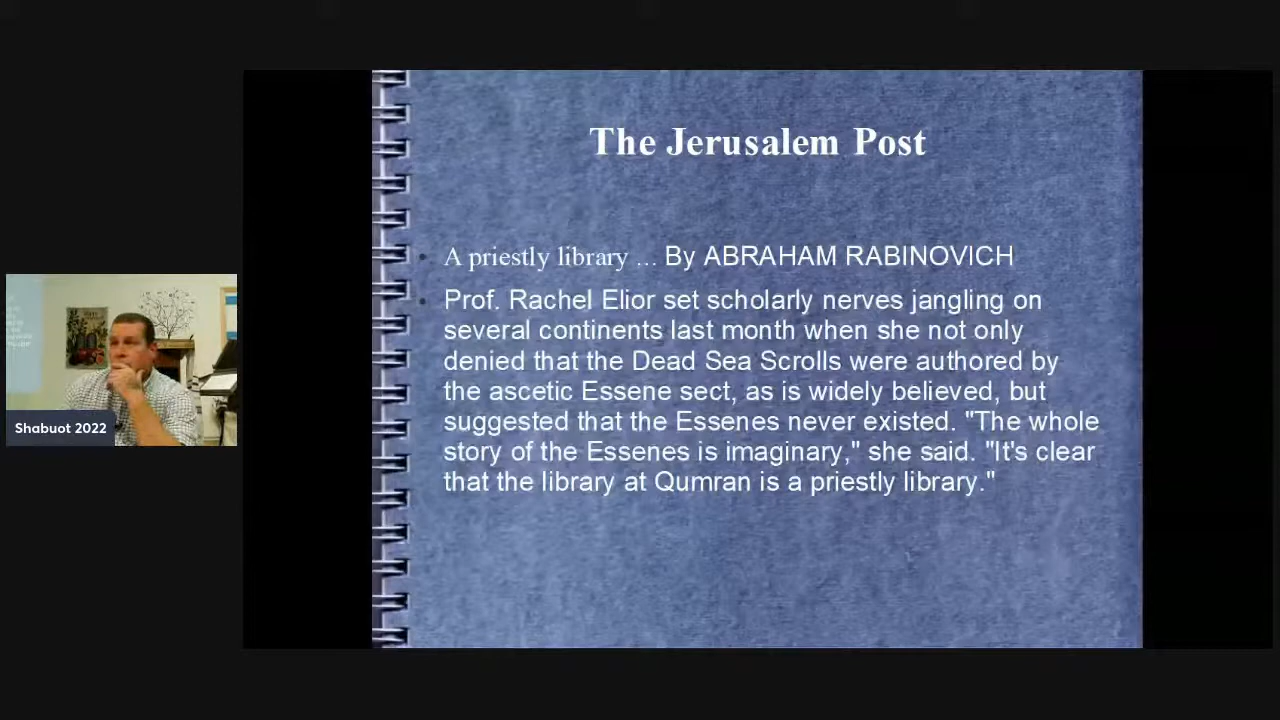 The Jerusalem Post
A priestly library ... By ABRAHAM RABINOVICH
Prof. Rachel Elior set scholarly nerves jangling on
several continents last month when she not only
denied that the Dead Sea Scrolls were authored by
the ascetic Essene sect, as is widely believed, but
suggested that the Essenes never existed. "The whole
story of the Essenes is imaginary," she said. "It's clear
that the library at Qumran is a priestly library."
Shabuot 2022